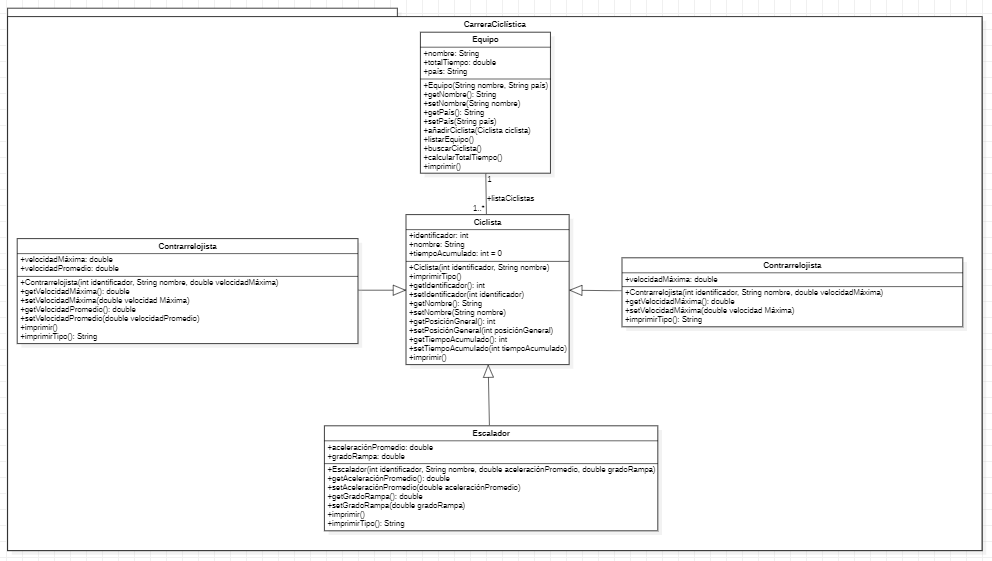 CarreraCiclística
Equipo
+nombre: String
+totalTiempo: double
+país: String
+Equipo(String nombre, String país)
+getNombre(): String
+setNombre(String nombre)
+getPaís(): String
+setPaís(String país)
+añadirCiclista(Ciclista ciclista)
+listarEquipo()
+buscarCiclista()
+calcularTotalTiempo()
+imprimir()
1
+listaCiclistas
1..*
Ciclista
+identificador: int
+nombre: String
+tiempoAcumulado: int = 0
+Ciclista(int identificador, String nombre)
+imprimirTipo()
+getIdentificador(): int
+setIdentificador(int identificador)
+getNombre(): String
+setNombre(String nombre)
+getPosiciónGneral(): int
+setPosiciónGeneral(int posiciónGeneral)
+getTiempoAcumulado(): int
+setTiempoAcumulado(int tiempoAcumulado)
+imprimir()
Contrarrelojista
+velocidadMáxima: double
+velocidadPromedio: double
+Contrarrelojista(int identificador, String nombre, double velocidadMáxima)
+getVelocidadMáxima(): double
+setVelocidadMáxima(double velocidad Máxima)
+getVelocidadPromedio(): double
+setVelocidadPromedio(double velocidadPromedio)
+imprimir()
+imprimirTipo(): String
Contrarrelojista
+velocidadMáxima: double
+Contrarrelojista(int identificador, String nombre, double velocidadMáxima)
+getVelocidadMáxima(): double
+setVelocidadMáxima(double velocidad Máxima)
+imprimirTipo(): String
Escalador
+aceleraciónPromedio: double
+gradoRampa: double
+Escalador(int identificador, String nombre, double aceleraciónPromedio, double gradoRampa)
+getAceleraciónPromedio(): double
+setAceleraciónPromedio(double aceleraciónPromedio)
+getGradoRampa(): double
+setGradoRampa(double gradoRampa)
+imprimir()
+imprimirTipo(): String